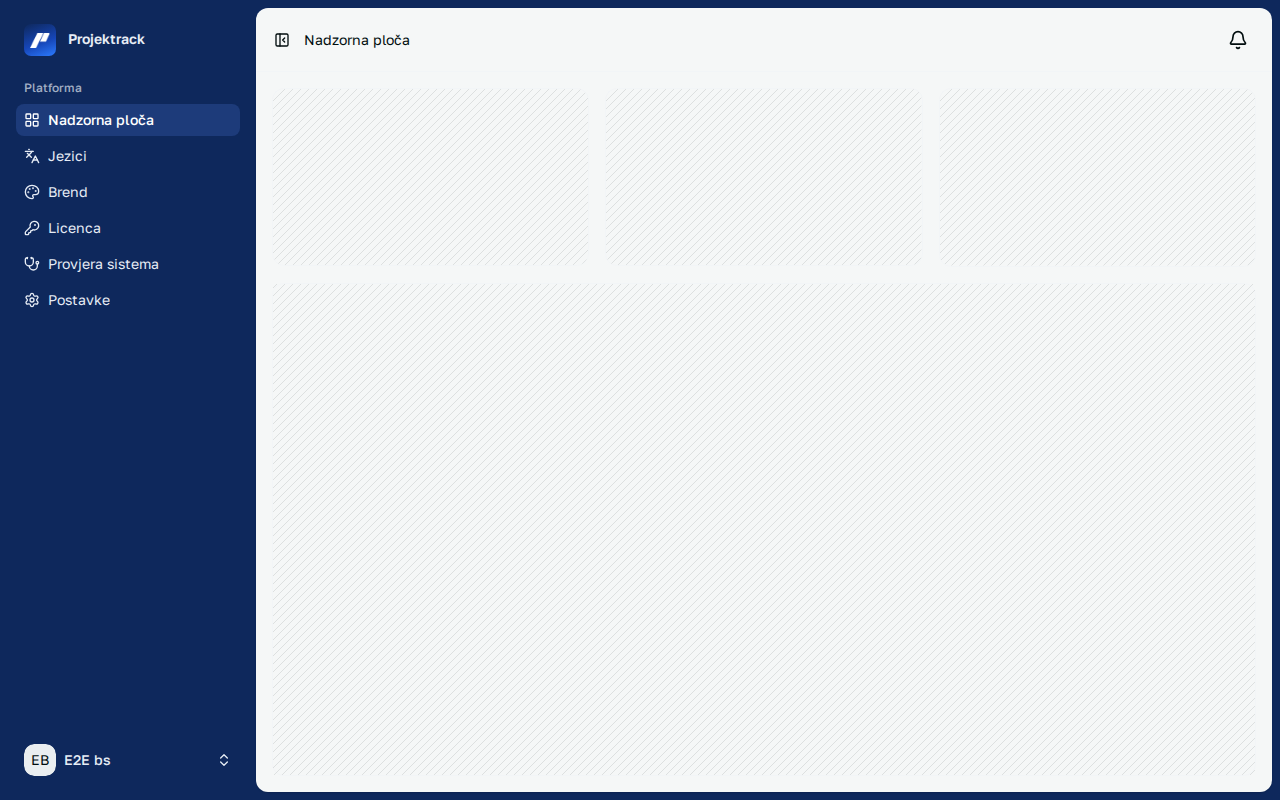 Projektrack
Nadzorna ploča
Platforma
Nadzorna ploča
Jezici
Brend
Licenca
Provjera sistema
Postavke
EB
E2E bs